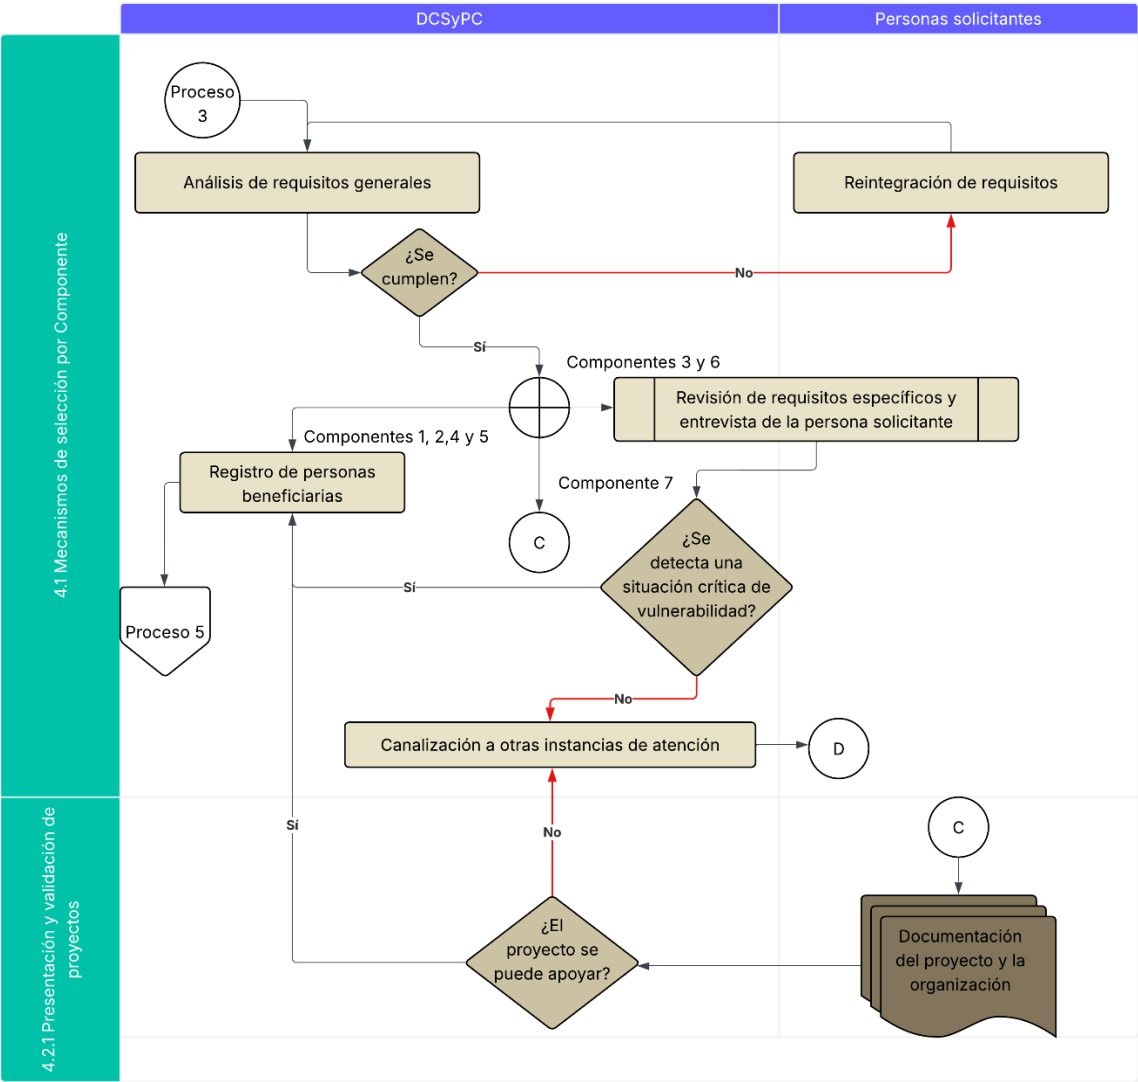 DCSyPC
Personas solicitantes
4.1 Mecanismos de selección por Componente
Proceso
3
Análisis de requisitos generales
Reintegración de requisitos
¿Se
cumplen?
No
Sí
Componentes 3 y 6
Revisión de requisitos específicos y
entrevista de la persona solicitante
Componentes 1, 2,4 y 5
Registro de personas
beneficiarias
Componente 7
C
¿Se
detecta una
situación crítica de
vulnerabilidad?
Sí
Proceso 5
No
Canalización a otras instancias de atención
D
4.2.1 Presentación y validación de
proyectos
Sí
No
C
¿El
proyecto se
puede apoyar?
Documentación
del proyecto y la
organización